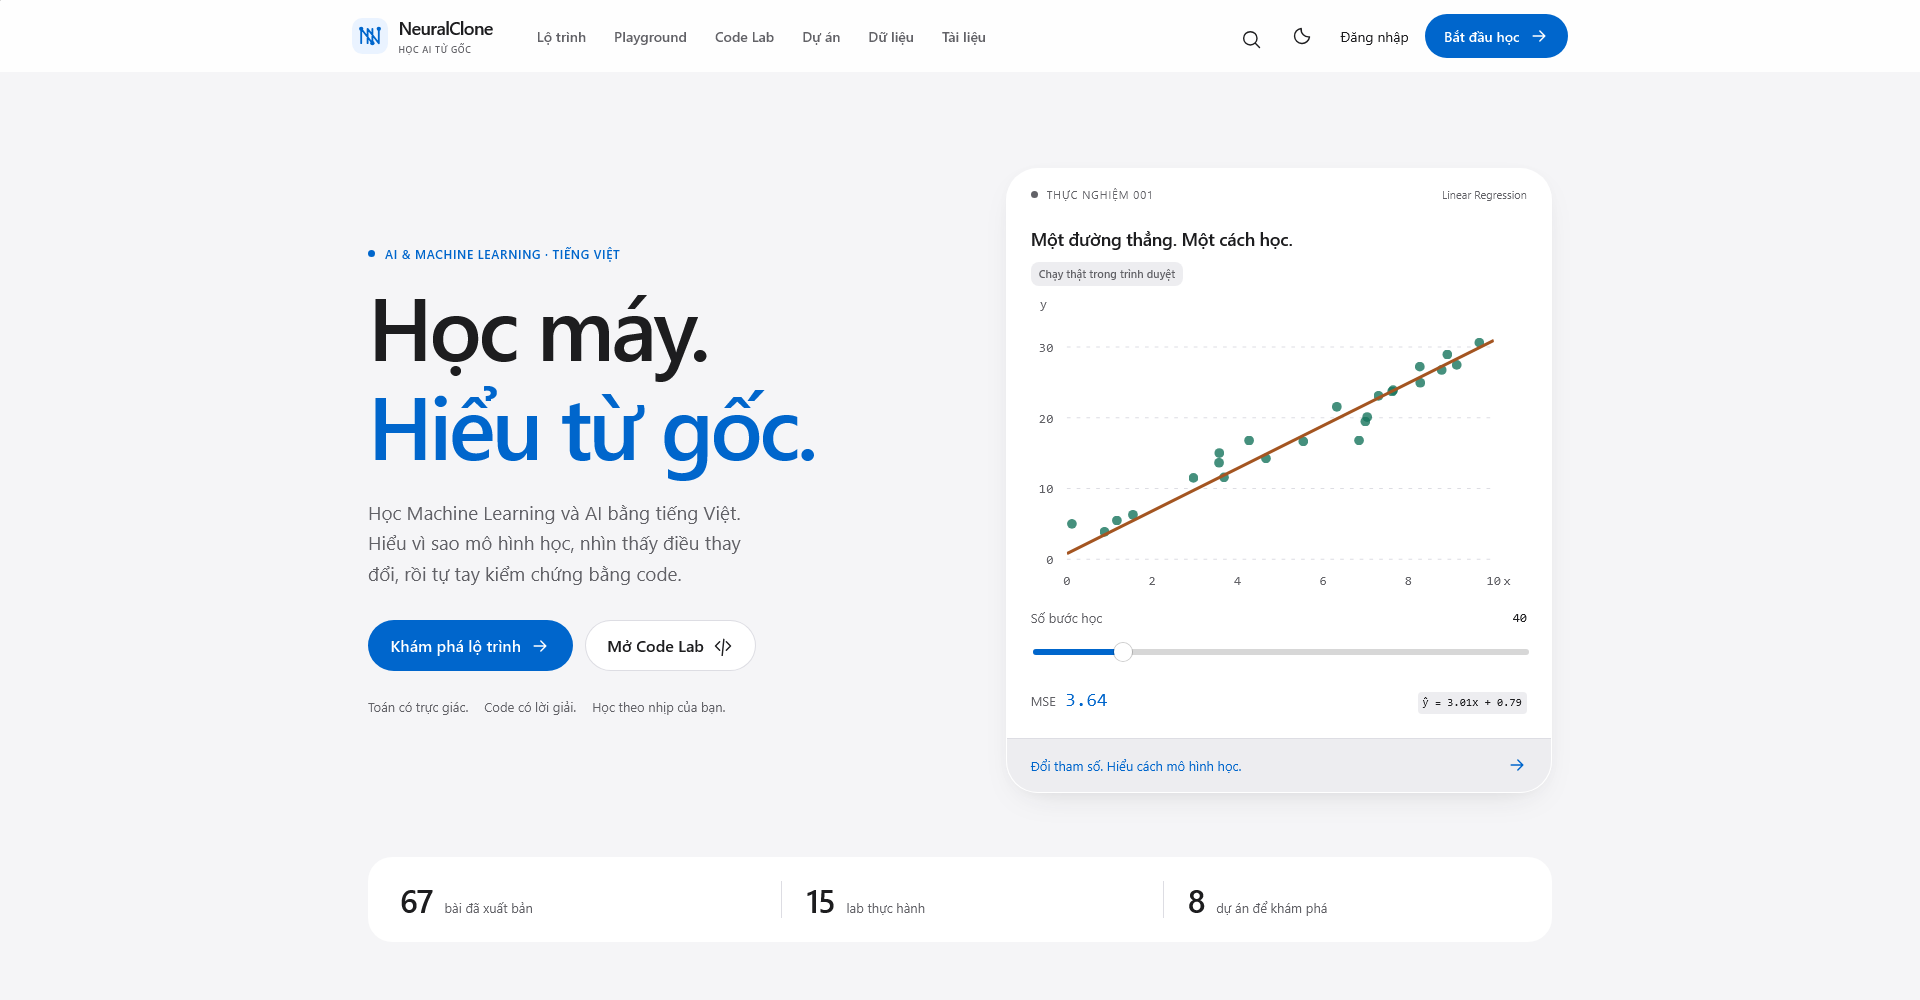 NeuralClone
HỌC AI TỪ GỐC
Lộ trình
Playground
Code Lab
Dự án
Dữ liệu
Tài liệu
Đăng nhập
Bắt đầu học
AI & MACHINE LEARNING · TIẾNG VIỆT
Học máy.
Hiểu từ gốc.
Học Machine Learning và AI bằng tiếng Việt.
Hiểu vì sao mô hình học, nhìn thấy điều thay
đổi, rồi tự tay kiểm chứng bằng code.
Khám phá lộ trình
Mở Code Lab
Toán có trực giác.
Code có lời giải.
Học theo nhịp của bạn.
THỰC NGHIỆM 001
Linear Regression
Một đường thẳng. Một cách học.
Chạy thật trong trình duyệt
y
30
20
10
0
0 2 4 6 8 10 x
Số bước học
40
MSE 3.64
ŷ = 3.01x + 0.79
Đổi tham số. Hiểu cách mô hình học.
67 bài đã xuất bản
15 lab thực hành
8 dự án để khám phá